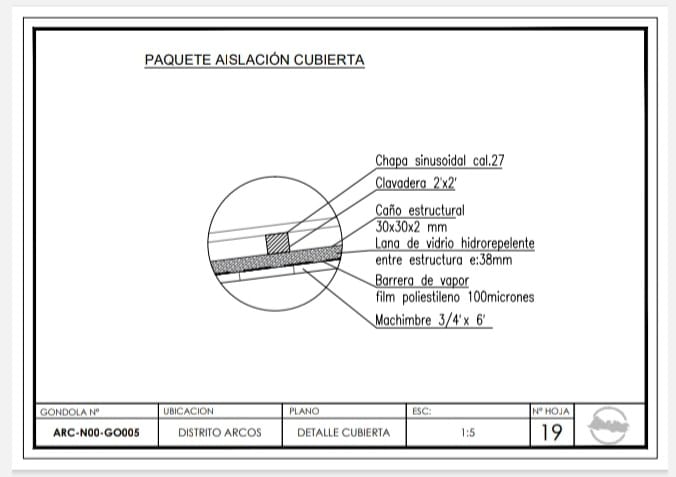 PAQUETE AISLACIÓN CUBIERTA
Chapa sinusoidal cal.27
Clavadera 2'x2'
Caño estructural
30x30x2 mm
Lana de vidrio hidrorepelente
entre estructura e:38mm
Barrera de vapor
film poliestileno 100micrones
Machimbre 3/4'x 6'
GONDOLA Nº
UBICACION
PLANO
ESC:
Nº HOJA
ARC-N00-GO005
DISTRITO ARCOS
DETALLE CUBIERTA
1:5
19